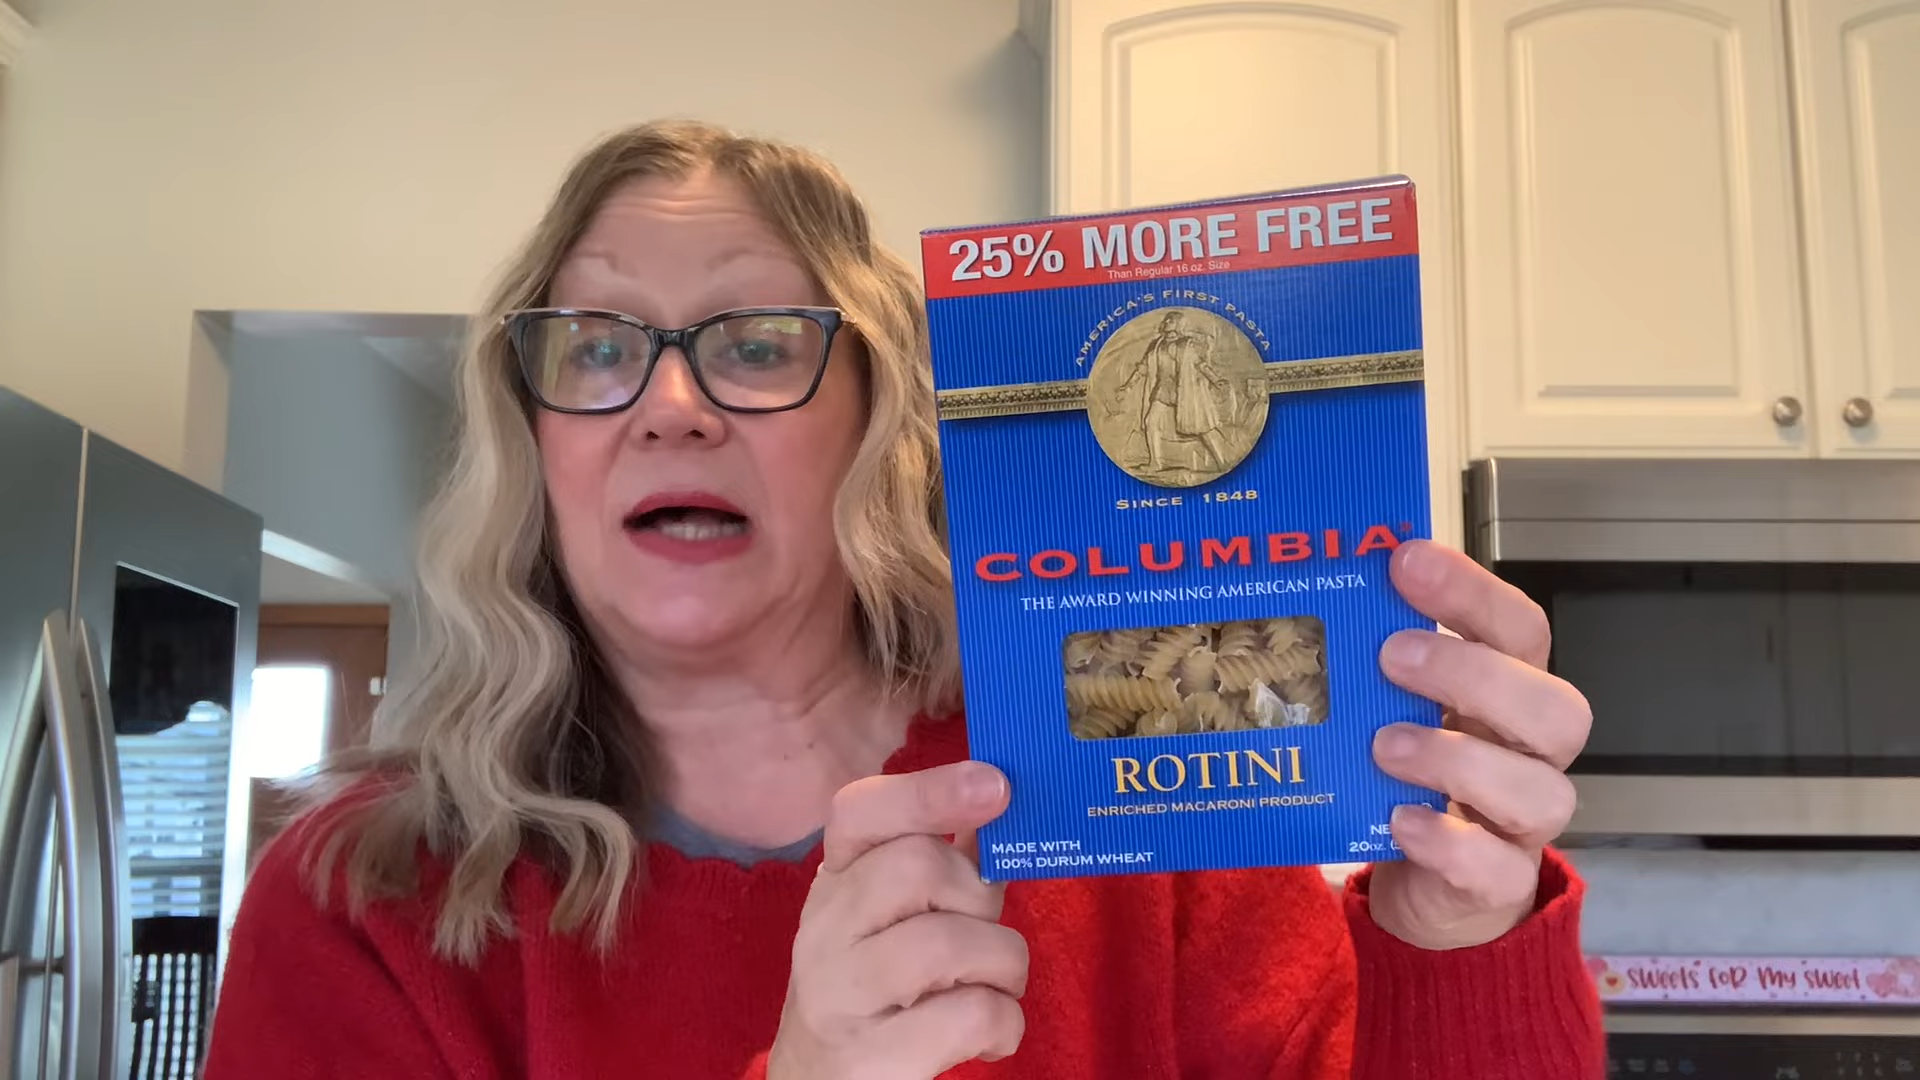 25% MORE FREE
Than Regular 16 oz. Size
AMERICA'S FIRST PASTA
SINCE 1848
COLUMBIA®
THE AWARD WINNING AMERICAN PASTA
ROTINI
ENRICHED MACARONI PRODUCT
MADE WITH
100% DURUM WHEAT
20oz.
sweets for my sweet